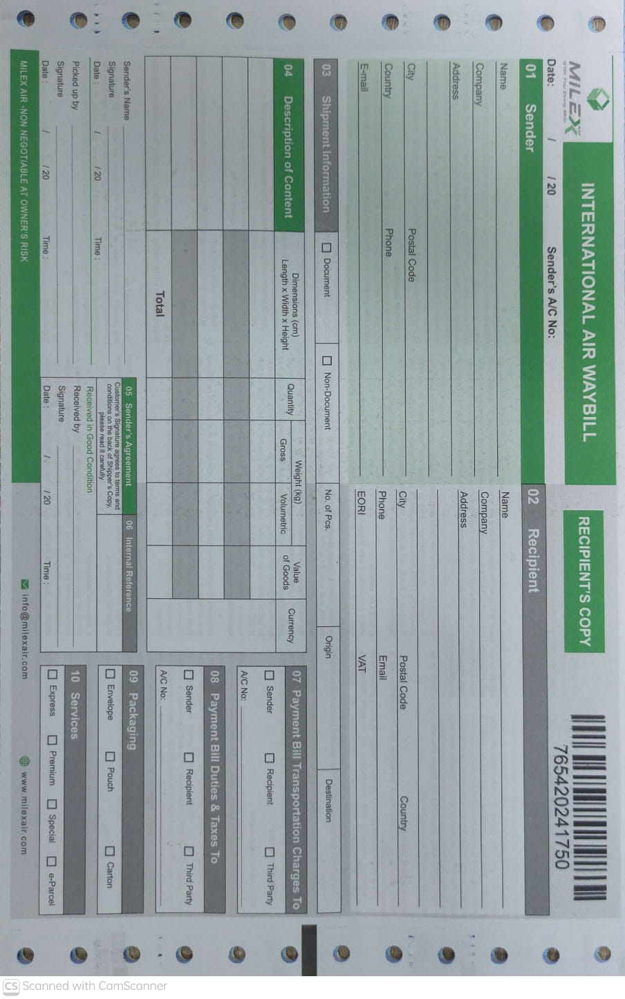 MILEX
With You Every Mile
INTERNATIONAL AIR WAYBILL
RECIPIENT'S COPY
765420241750
Date: / / 20 Sender's A/C No:
01 Sender
Name
Company
Address
City Postal Code
Country Phone
E-mail
02 Recipient
Name
Company
Address
City Postal Code Country
Phone Email
EORI VAT
03 Shipment Information
Document
Non-Document
No. of Pcs.
Origin
Destination
04 Description of Content
Dimensions (cm)
Length x Width x Height
Quantity
Weight (kg)
Gross
Volumetric
Value
of Goods
Currency
Total
07 Payment Bill Transportation Charges To
Sender Recipient Third Party
A/C No:
08 Payment Bill Duties & Taxes To
Sender Recipient Third Party
A/C No:
Sender's Name
Signature
Date : / / 20 Time :
Picked up by
Signature
Date : / / 20 Time :
05 Sender's Agreement
Customer's Signature agrees to terms and
conditions on the back of Shipper's Copy,
please read it carefully
06 Internal Reference
Received in Good Condition
Received by
Signature
Date : / / 20 Time :
09 Packaging
Envelope Pouch Carton
10 Services
Express Premium Special e-Parcel
MILEX AIR -NON NEGOTIABLE AT OWNER'S RISK
info@milexair.com
www.milexair.com
CS Scanned with CamScanner